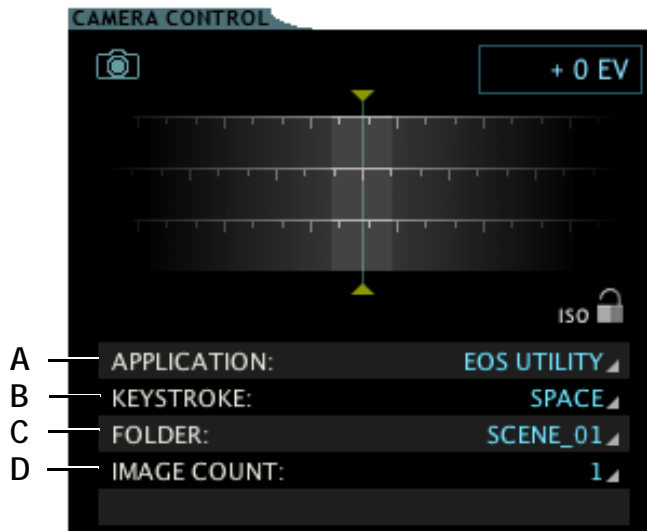 CAMERA CONTROL
+ 0 EV
ISO
A APPLICATION: EOS UTILITY
B KEYSTROKE: SPACE
C FOLDER: SCENE_01
D IMAGE COUNT: 1